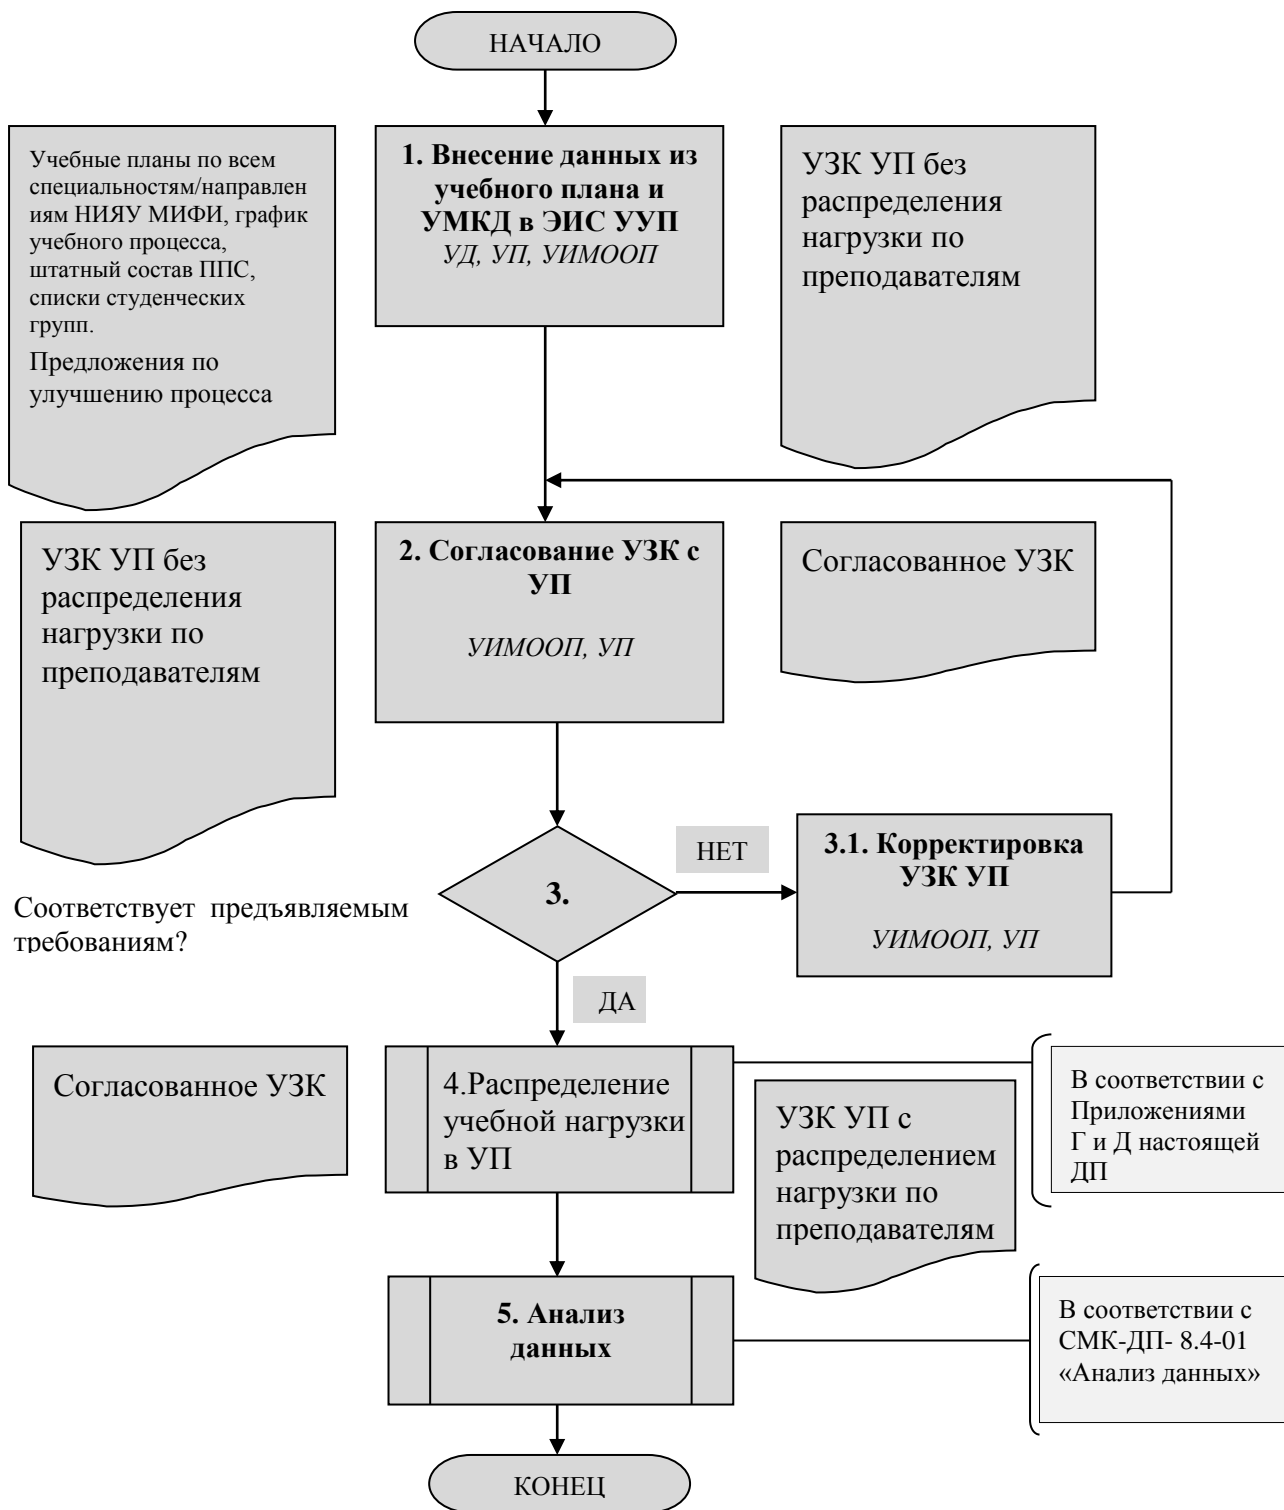 НАЧАЛО
Учебные планы по всем
специальностям/направлен
иям НИЯУ МИФИ, график
учебного процесса,
штатный состав ППС,
списки студенческих
групп.
Предложения по
улучшению процесса
1. Внесение данных из
учебного плана и
УМКД в ЭИС УУП
УД, УП, УИМООП
УЗК УП без
распределения
нагрузки по
преподавателям
УЗК УП без
распределения
нагрузки по
преподавателям
2. Согласование УЗК с
УП
УИМООП, УП
Согласованное УЗК
Соответствует предъявляемым
требованиям?
3.
НЕТ
3.1. Корректировка
УЗК УП
УИМООП, УП
ДА
Согласованное УЗК
4.Распределение
учебной нагрузки
в УП
УЗК УП с
распределением
нагрузки по
преподавателям
В соответствии с
Приложениями
Г и Д настоящей
ДП
5. Анализ
данных
В соответствии с
СМК-ДП- 8.4-01
«Анализ данных»
КОНЕЦ